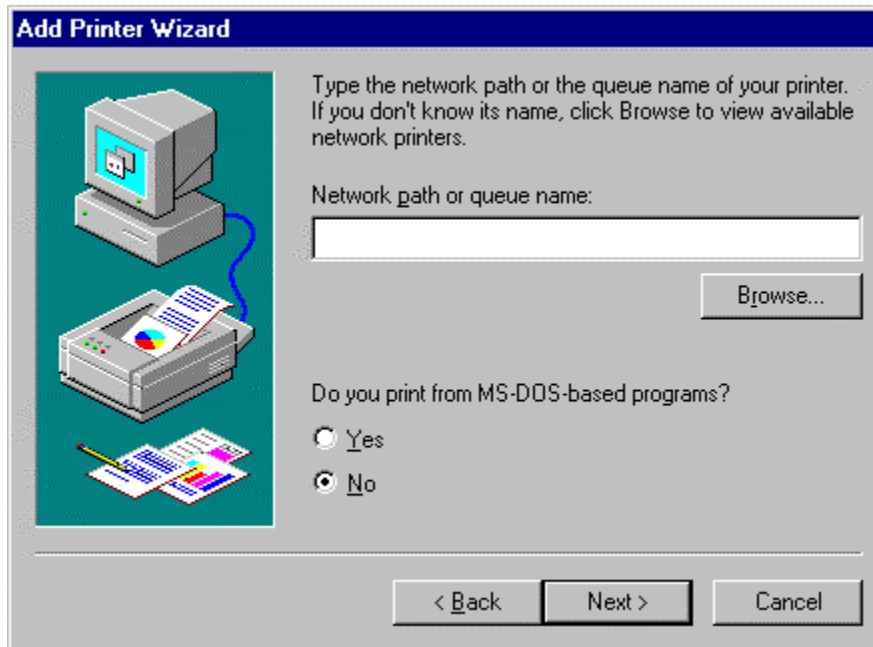 Add Printer Wizard
Type the network path or the queue name of your printer.
If you don't know its name, click Browse to view available
network printers.
Network path or queue name:
Browse...
Do you print from MS-DOS-based programs?
Yes
No
< Back
Next >
Cancel